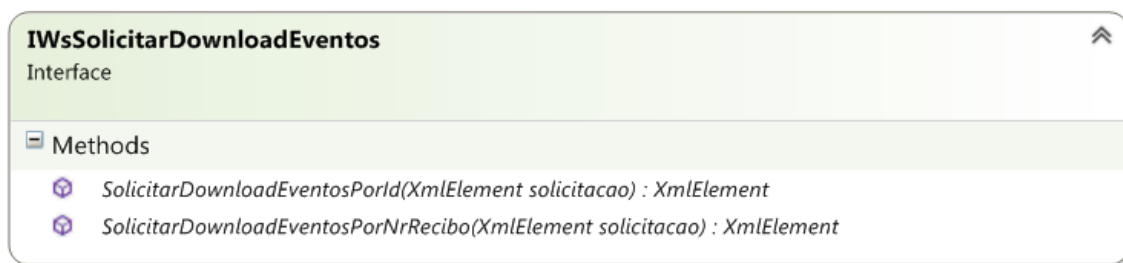 IWsSolicitarDownloadEventos
Interface
Methods
SolicitarDownloadEventosPorId(XmlElement solicitacao) : XmlElement
SolicitarDownloadEventosPorNrRecibo(XmlElement solicitacao) : XmlElement